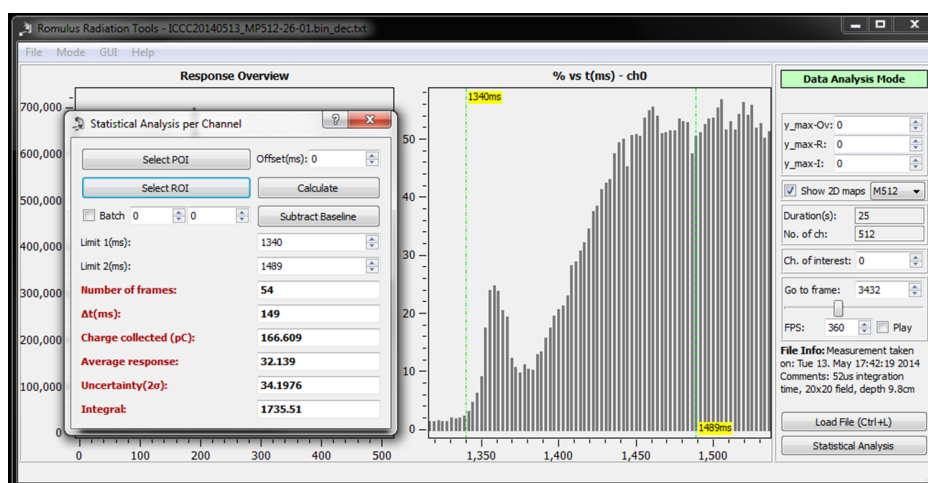 Romulus Radiation Tools - ICCC20140513_MP512-26-01.bin_dec.txt
File Mode GUI Help
Response Overview
700,000
600,000
500,000
400,000
300,000
200,000
100,000
0
0 100 200 300 400 500
Statistical Analysis per Channel
Select POI Offset(ms): 0
Select ROI Calculate
Batch 0 0 Subtract Baseline
Limit 1(ms): 1340
Limit 2(ms): 1489
Number of frames: 54
Δt(ms): 149
Charge collected (pC): 166.609
Average response: 32.139
Uncertainty(2σ): 34.1976
Integral: 1735.51
% vs t(ms) - ch0
1340ms
50
40
30
20
10
0
1489ms
1,350 1,400 1,450 1,500
Data Analysis Mode
y_max-Ov: 0
y_max-R: 0
y_max-I: 0
Show 2D maps M512
Duration(s): 25
No. of ch: 512
Ch. of interest: 0
Go to frame: 3432
FPS: 360 Play
File Info: Measurement taken
on: Tue 13. May 17:42:19 2014
Comments: 52us integration
time, 20x20 field, depth 9.8cm
Load File (Ctrl+L)
Statistical Analysis